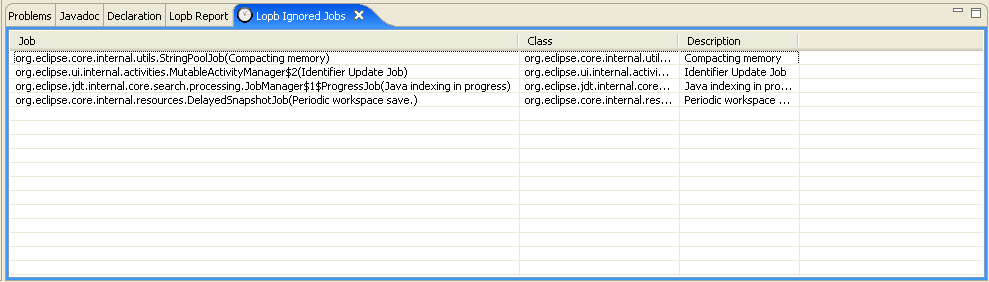 Problems Javadoc Declaration Lopb Report Lopb Ignored Jobs
Job Class Description
org.eclipse.core.internal.utils.StringPoolJob(Compacting memory) org.eclipse.core.internal.util... Compacting memory
org.eclipse.ui.internal.activities.MutableActivityManager$2(Identifier Update Job) org.eclipse.ui.internal.activi... Identifier Update Job
org.eclipse.jdt.internal.core.search.processing.JobManager$1$ProgressJob(Java indexing in progress) org.eclipse.jdt.internal.core... Java indexing in pro...
org.eclipse.core.internal.resources.DelayedSnapshotJob(Periodic workspace save.) org.eclipse.core.internal.res... Periodic workspace ...